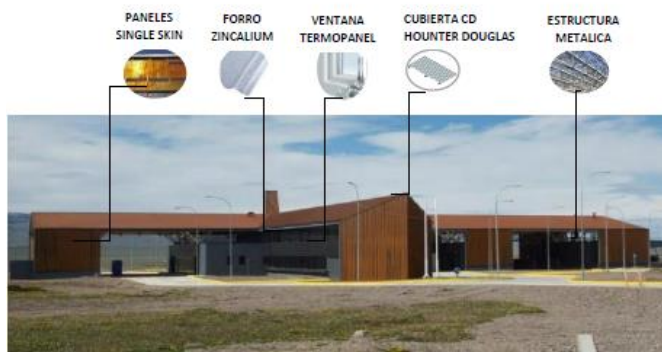 PANELES
SINGLE SKIN
FORRO
ZINCALIUM
VENTANA
TERMOPANEL
CUBIERTA CD
HOUNTER DOUGLAS
ESTRUCTURA
METALICA